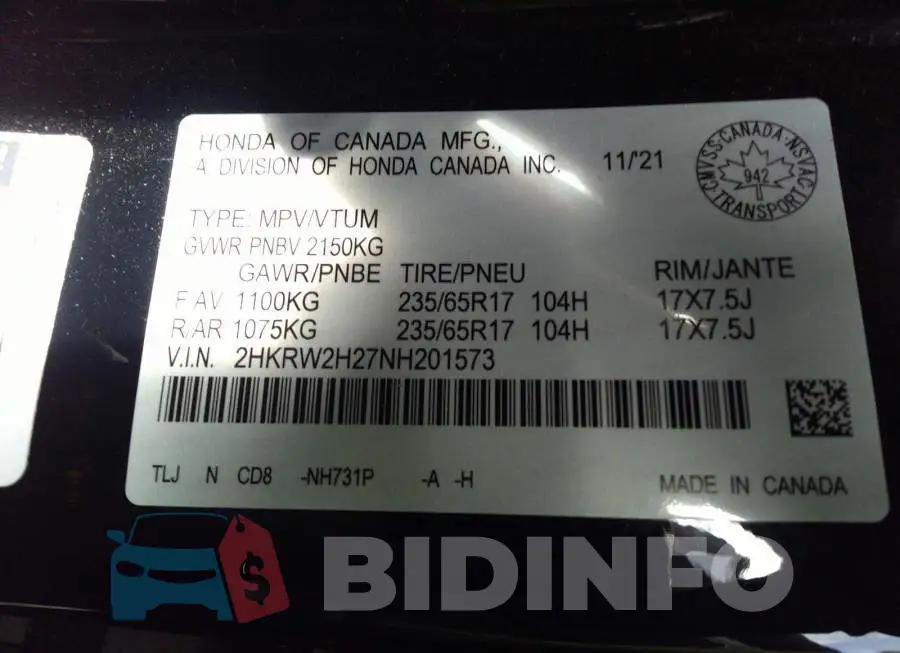 HONDA OF CANADA MFG.,
A DIVISION OF HONDA CANADA INC. 11/'21
CMVSS·CANADA·NSVAC
942
TRANSPORT
TYPE: MPV/VTUM
GVWR PNBV 2150KG
GAWR/PNBE TIRE/PNEU RIM/JANTE
F AV 1100KG 235/65R17 104H 17X7.5J
R/AR 1075KG 235/65R17 104H 17X7.5J
V.I.N. 2HKRW2H27NH201573
TLJ N CD8 -NH731P -A -H MADE IN CANADA
$ BIDINFO